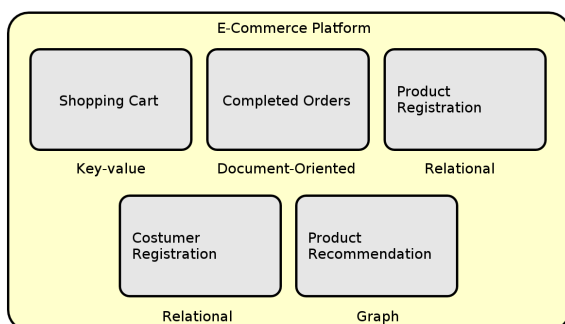 E-Commerce Platform
Shopping Cart
Completed Orders
Product
Registration
Key-value
Document-Oriented
Relational
Costumer
Registration
Product
Recommendation
Relational
Graph